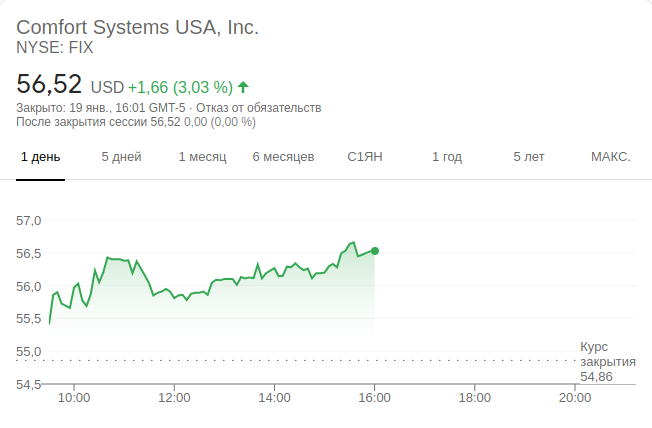 Comfort Systems USA, Inc.
NYSE: FIX
56,52 USD +1,66 (3,03 %)
Закрыто: 19 янв., 16:01 GMT-5 · Отказ от обязательств
После закрытия сессии 56,52 0,00 (0,00 %)
1 день 5 дней 1 месяц 6 месяцев С1ЯН 1 год 5 лет МАКС.
57,0
56,5
56,0
55,5
55,0
54,5
Курс
закрытия
54,86
10:00 12:00 14:00 16:00 18:00 20:00